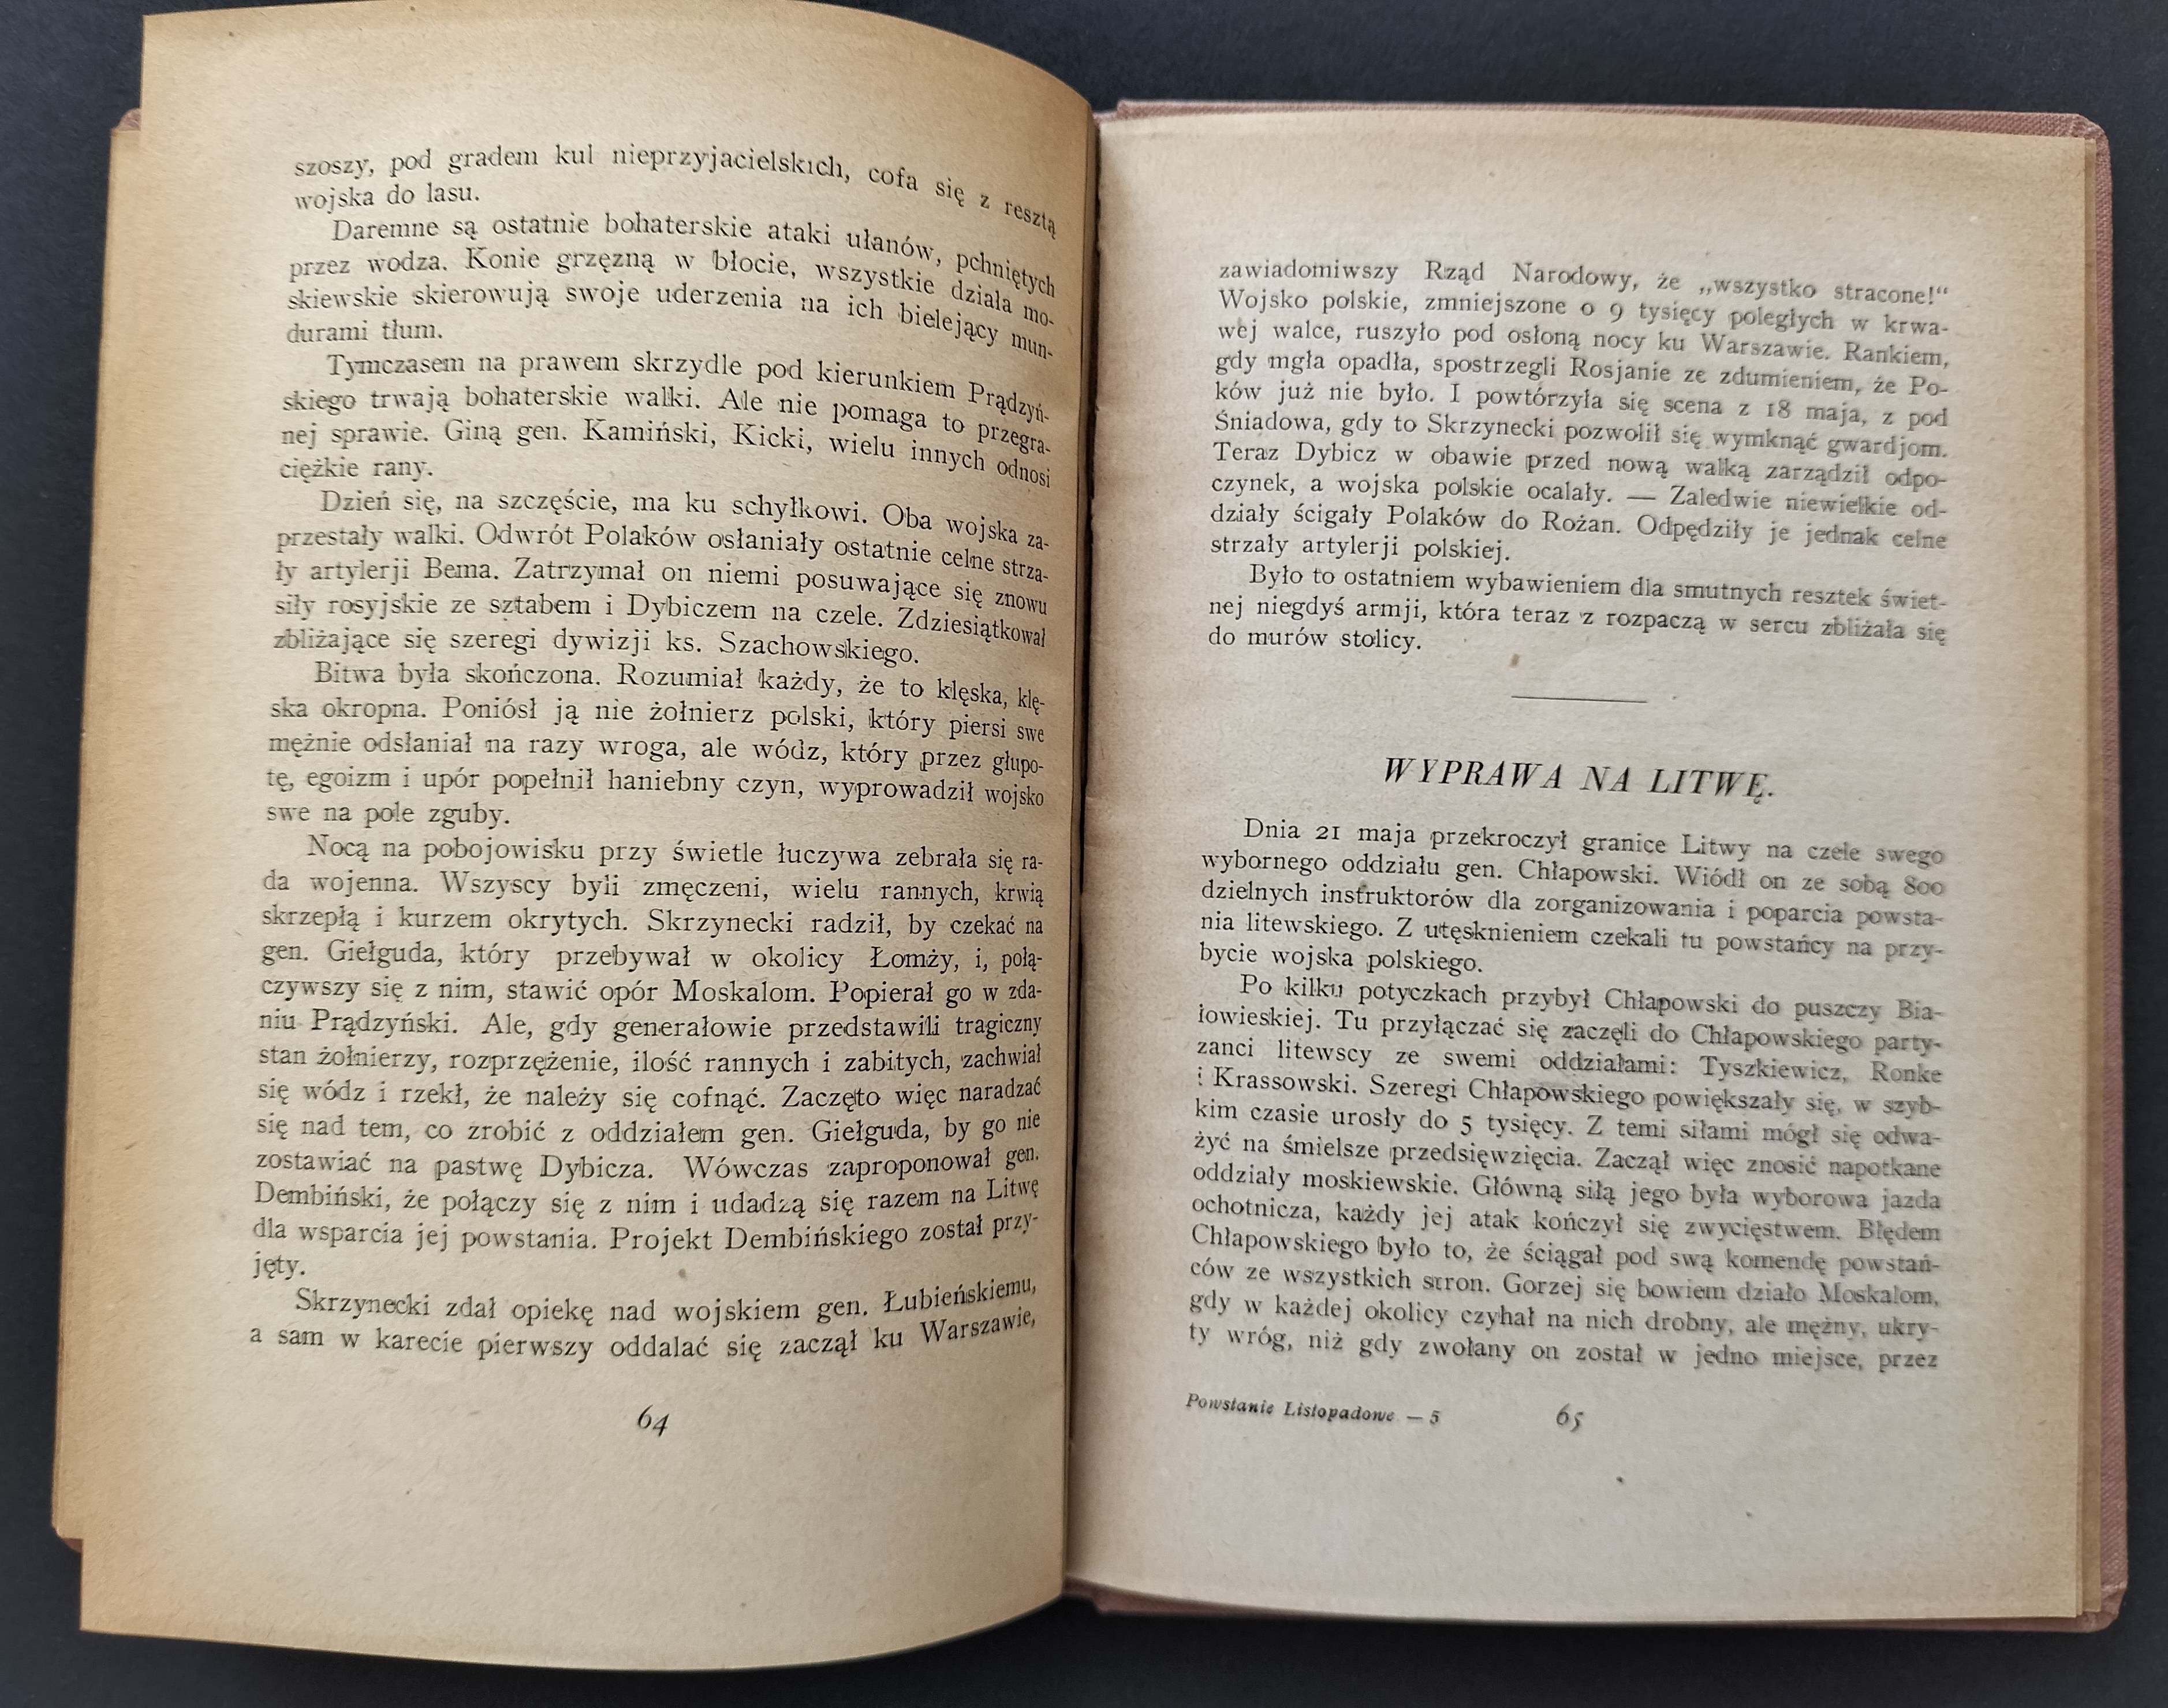 szoszy, pod gradem kul nieprzyjacielskich, cofa się z resztą
wojska do lasu.
Daremne są ostatnie bohaterskie ataki ułanów, pchniętych
przez wodza. Konie grzęzną w błocie, wszystkie działa mo-
skiewskie skierowują swoje uderzenia na ich bielejący mun-
durami tłum.
Tymczasem na prawem skrzydle pod kierunkiem Prądzyń-
skiego trwają bohaterskie walki. Ale nie pomaga to przegra-
nej sprawie. Giną gen. Kamiński, Kicki, wielu innych odnosi
ciężkie rany.
Dzień się, na szczęście, ma ku schyłkowi. Oba wojska za-
przestały walki. Odwrót Polaków osłaniały ostatnie celne strza-
ły artylerji Bema. Zatrzymał on niemi posuwające się znowu
siły rosyjskie ze sztabem i Dybiczem na czele. Zdziesiątkował
zbliżające się szeregi dywizji ks. Szachowskiego.
Bitwa była skończona. Rozumiał każdy, że to klęska, klę-
ska okropna. Poniósł ją nie żołnierz polski, który piersi swe
mężnie odsłaniał na razy wroga, ale wódz, który przez głupo-
tę, egoizm i upór popełnił haniebny czyn, wyprowadził wojsko
swe na pole zguby.
Nocą na pobojowisku przy świetle łuczywa zebrała się ra-
da wojenna. Wszyscy byli zmęczeni, wielu rannych, krwią
skrzepłą i kurzem okrytych. Skrzynecki radził, by czekać na
gen. Giełguda, który przebywał w okolicy Łomży, i, połą-
czywszy się z nim, stawić opór Moskalom. Popierał go w zda-
niu Prądzyński. Ale, gdy generałowie przedstawili tragiczny
stan żołnierzy, rozprzężenie, ilość rannych i zabitych, zachwiał
się wódz i rzekł, że należy się cofnąć. Zaczęto więc naradzać
się nad tem, co zrobić z oddziałem gen. Giełguda, by go nie
zostawiać na pastwę Dybicza. Wówczas zaproponował gen.
Dembiński, że połączy się z nim i udadzą się razem na Litwę
dla wsparcia jej powstania. Projekt Dembińskiego został przy-
jęty.
Skrzynecki zdał opiekę nad wojskiem gen. Łubieńskiemu,
a sam w karecie pierwszy oddalać się zaczął ku Warszawie,
64
zawiadomiwszy Rząd Narodowy, że „wszystko stracone!“
Wojsko polskie, zmniejszone o 9 tysięcy poległych w krwa-
wej walce, ruszyło pod osłoną nocy ku Warszawie. Rankiem,
gdy mgła opadła, spostrzegli Rosjanie ze zdumieniem, że Po-
ków już nie było. I powtórzyła się scena z 18 maja, z pod
Śniadowa, gdy to Skrzynecki pozwolił się wymknąć gwardjom.
Teraz Dybicz w obawie przed nową walką zarządził odpo-
czynek, a wojska polskie ocalały. — Zaledwie niewielkie od-
działy ścigały Polaków do Rożan. Odpędziły je jednak celne
strzały artylerji polskiej.
Było to ostatniem wybawieniem dla smutnych resztek świet-
nej niegdyś armji, która teraz z rozpaczą w sercu zbliżała się
do murów stolicy.
WYPRAWA NA LITWĘ.
Dnia 21 maja przekroczył granice Litwy na czele swego
wybornego oddziału gen. Chłapowski. Wiódł on ze sobą 800
dzielnych instruktorów dla zorganizowania i poparcia powsta-
nia litewskiego. Z utęsknieniem czekali tu powstańcy na przy-
bycie wojska polskiego.
Po kilku potyczkach przybył Chłapowski do puszczy Bia-
łowieskiej. Tu przyłączać się zaczęli do Chłapowskiego party-
zanci litewscy ze swemi oddziałami: Tyszkiewicz, Ronke
i Krassowski. Szeregi Chłapowskiego powiększały się, w szyb-
kim czasie urosły do 5 tysięcy. Z temi siłami mógł się odwa-
żyć na śmielsze przedsięwzięcia. Zaczął więc znosić napotkane
oddziały moskiewskie. Główną siłą jego była wyborowa jazda
ochotnicza, każdy jej atak kończył się zwycięstwem. Błędem
Chłapowskiego było to, że ściągał pod swą komendę powstań-
ców ze wszystkich stron. Gorzej się bowiem działo Moskalom,
gdy w każdej okolicy czyhał na nich drobny, ale mężny, ukry-
ty wróg, niż gdy zwołany on został w jedno miejsce, przez
Powstanie Listopadowe — 5
65